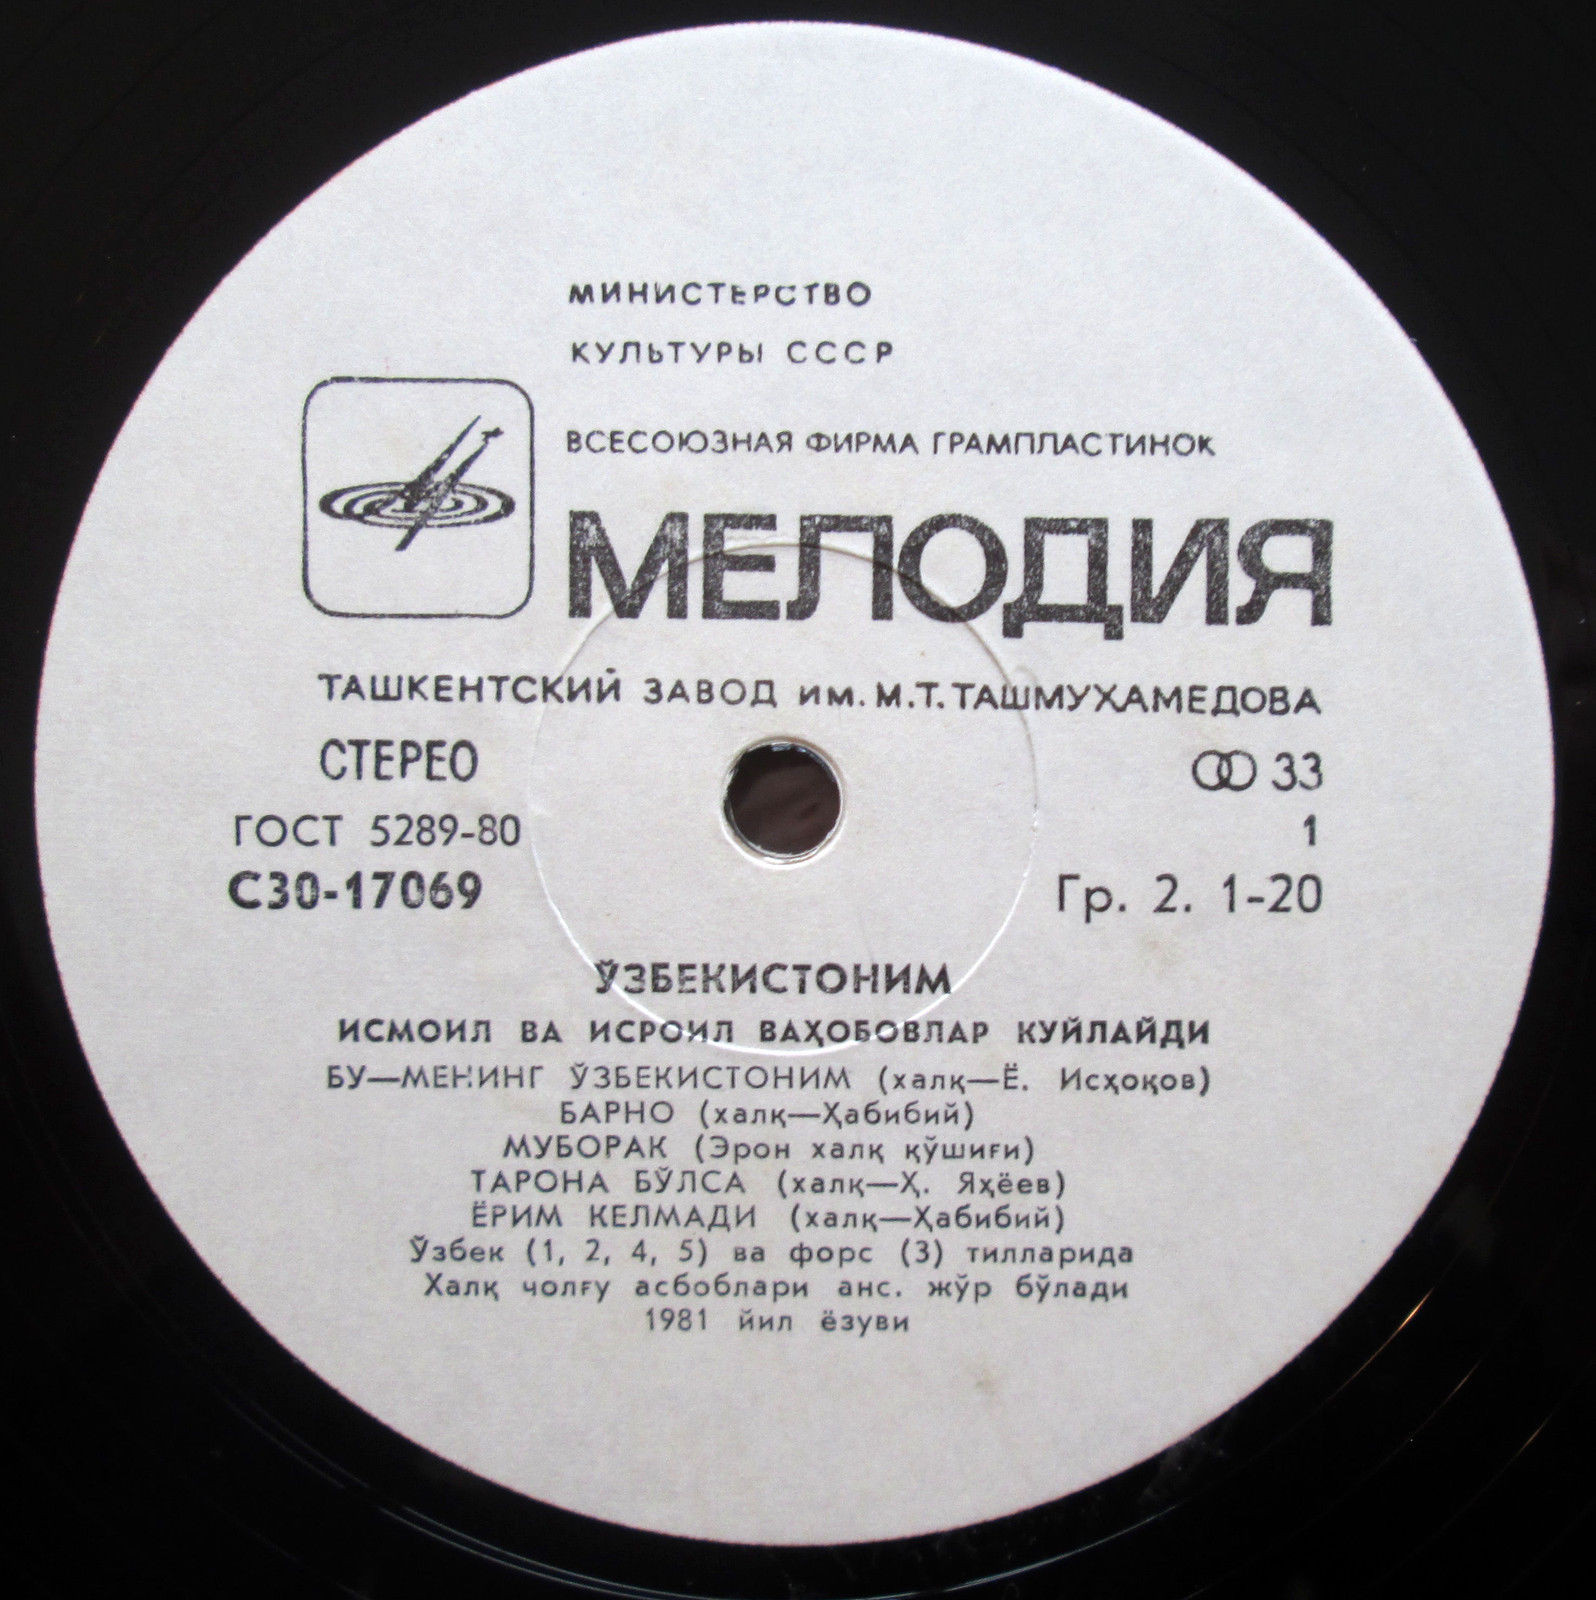 МИНИСТЕРСТВО
КУЛЬТУРЫ СССР
ВСЕСОЮЗНАЯ ФИРМА ГРАМПЛАСТИНОК
МЕЛОДИЯ
ТАШКЕНТСКИЙ ЗАВОД им. М.Т. ТАШМУХАМЕДОВА
СТЕРЕО 33
ГОСТ 5289-80 1
С30-17069 Гр. 2. 1-20
ЎЗБЕКИСТОНИМ
ИСМОИЛ ВА ИСРОИЛ ВАҲОБОВЛАР КУЙЛАЙДИ
БУ—МЕНИНГ ЎЗБЕКИСТОНИМ (халқ—Ё. Исҳоқов)
БАРНО (халқ—Ҳабибий)
МУБОРАК (Эрон халқ қўшиғи)
ТАРОНА БЎЛСА (халқ—Ҳ. Яҳёев)
ЁРИМ КЕЛМАДИ (халқ—Ҳабибий)
Ўзбек (1, 2, 4, 5) ва форс (3) тилларида
Халқ чолғу асбоблари анс. жўр бўлади
1981 йил ёзуви